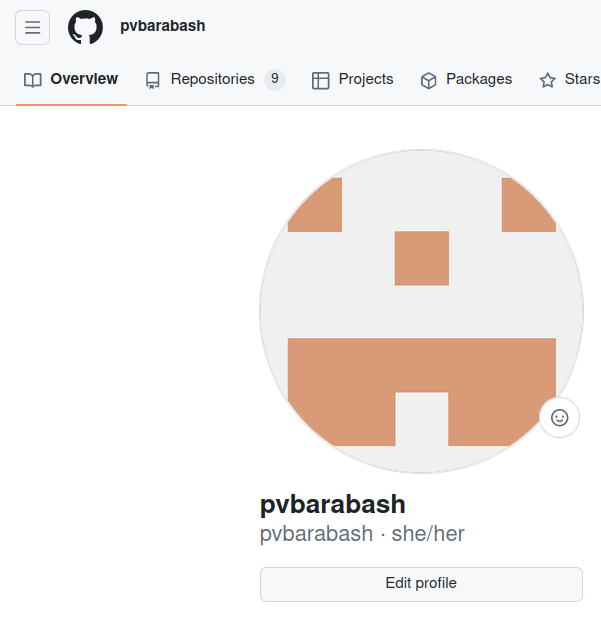 pvbarabash
Overview Repositories 9 Projects Packages Stars
pvbarabash
pvbarabash · she/her
Edit profile